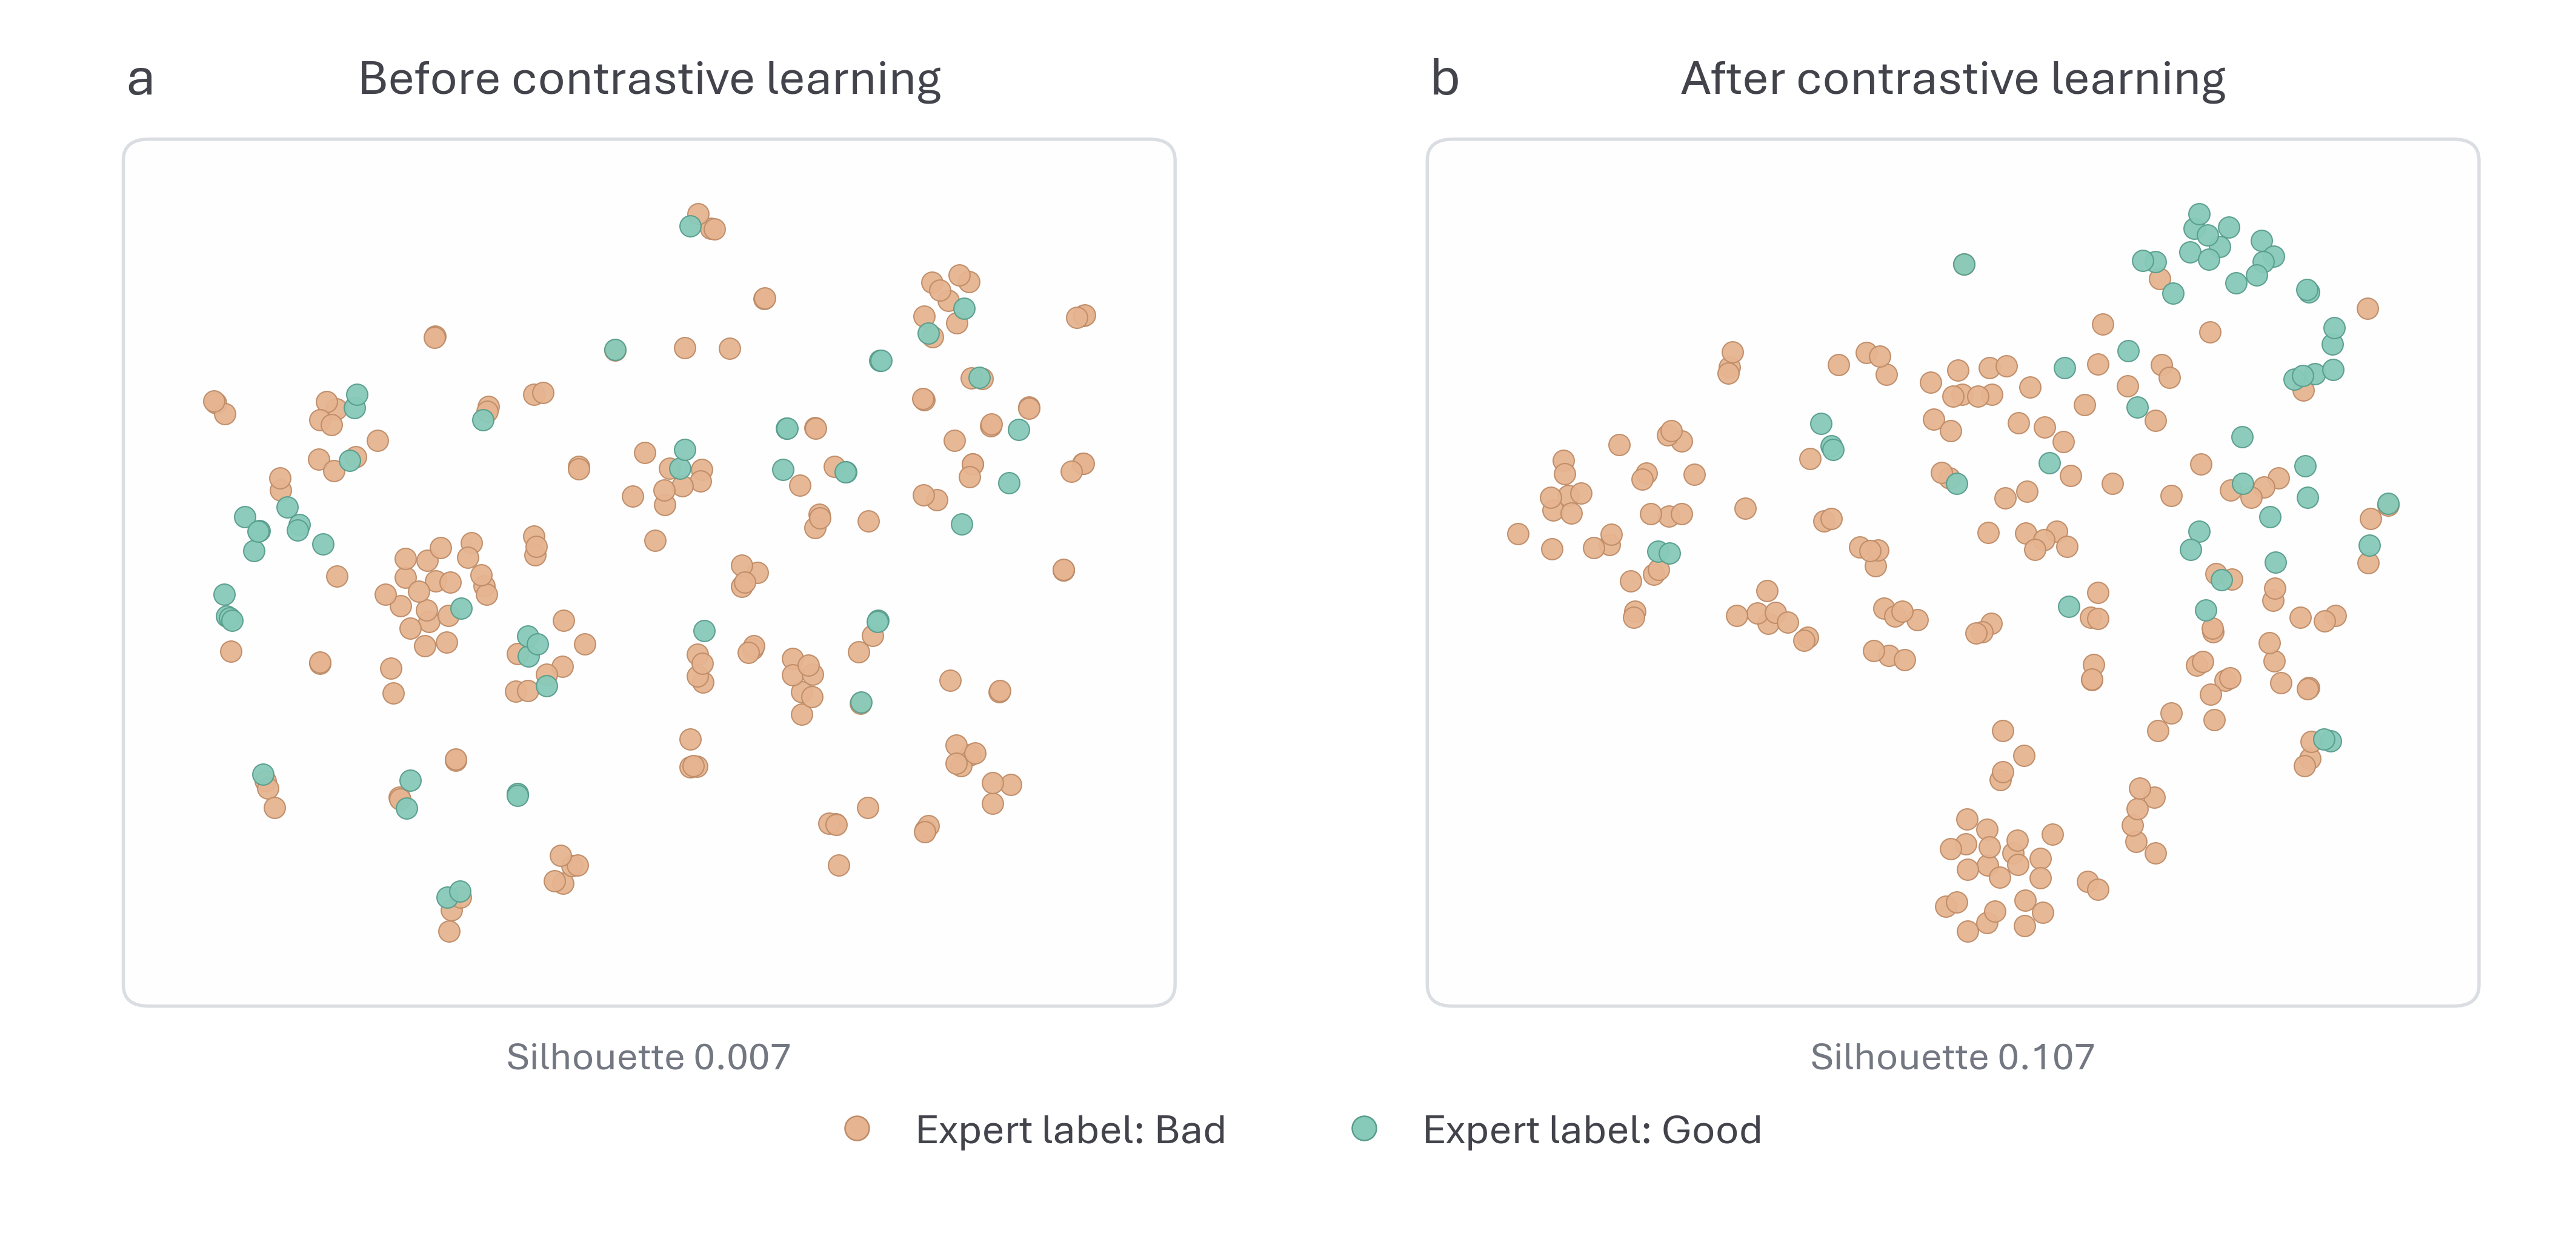 a
Before contrastive learning
b
After contrastive learning
Silhouette 0.007
Silhouette 0.107
Expert label: Bad
Expert label: Good